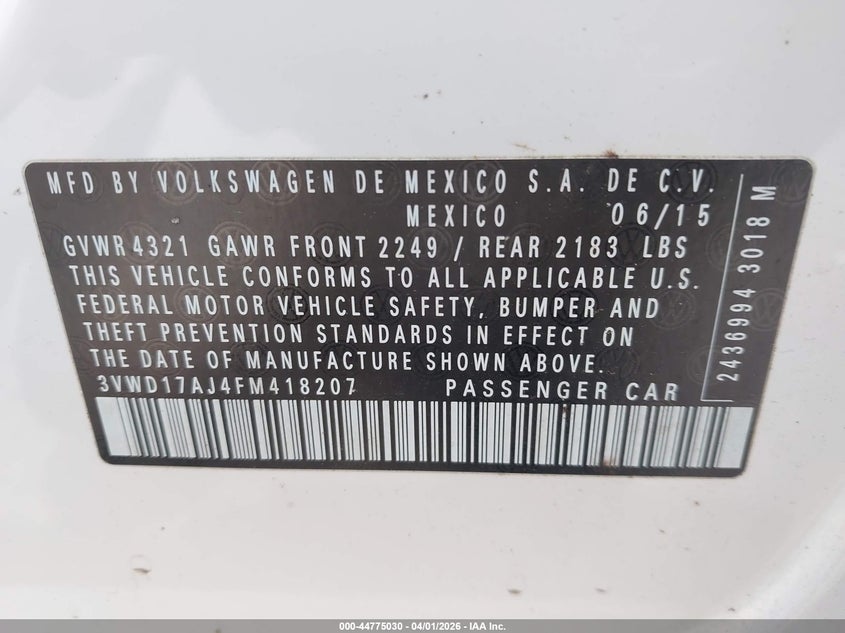 MFD BY VOLKSWAGEN DE MEXICO S.A. DE C.V.
MEXICO 06/15
GVWR 4321 GAWR FRONT 2249 / REAR 2183 LBS
THIS VEHICLE CONFORMS TO ALL APPLICABLE U.S.
FEDERAL MOTOR VEHICLE SAFETY, BUMPER AND
THEFT PREVENTION STANDARDS IN EFFECT ON
THE DATE OF MANUFACTURE SHOWN ABOVE.
3VWD17AJ4FM418207 PASSENGER CAR
2436994 3018 M
000-44775030 - 04/01/2026 - IAA Inc.